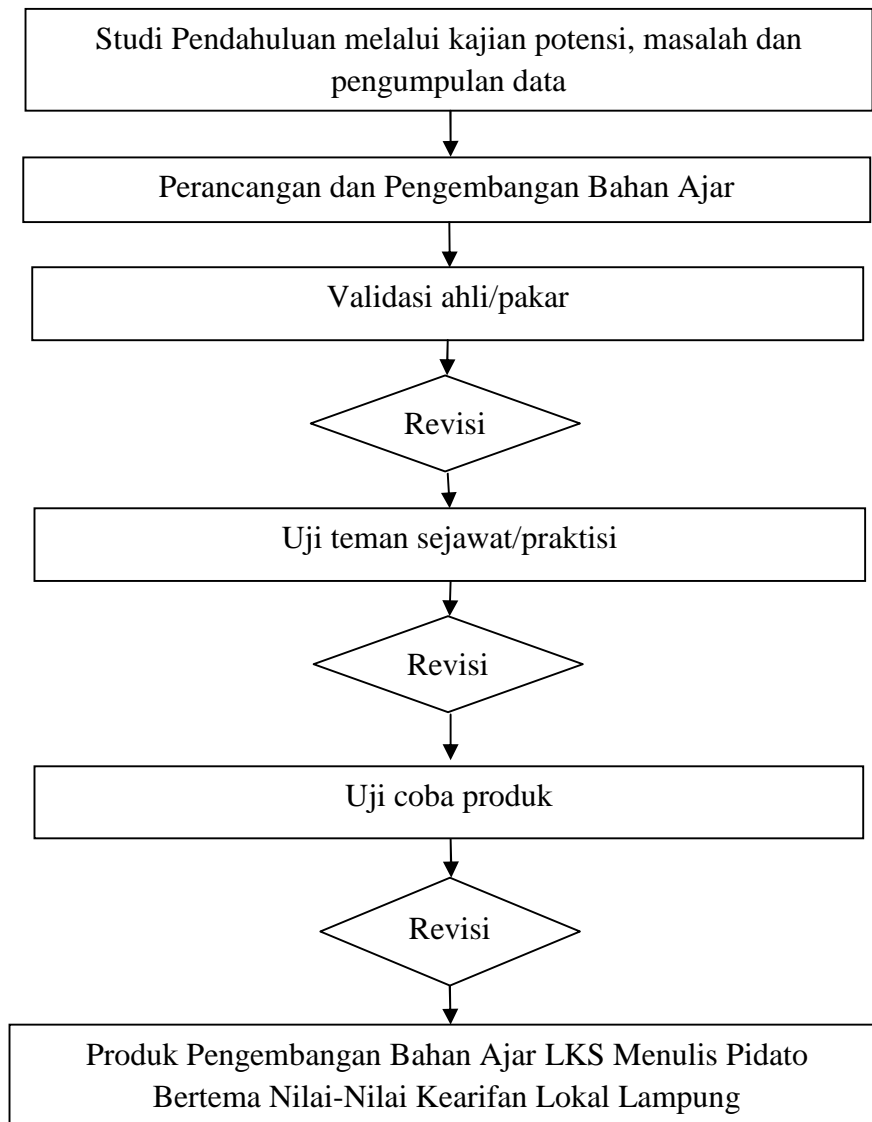 Studi Pendahuluan melalui kajian potensi, masalah dan
pengumpulan data
Perancangan dan Pengembangan Bahan Ajar
Validasi ahli/pakar
Revisi
Uji teman sejawat/praktisi
Revisi
Uji coba produk
Revisi
Produk Pengembangan Bahan Ajar LKS Menulis Pidato
Bertema Nilai-Nilai Kearifan Lokal Lampung